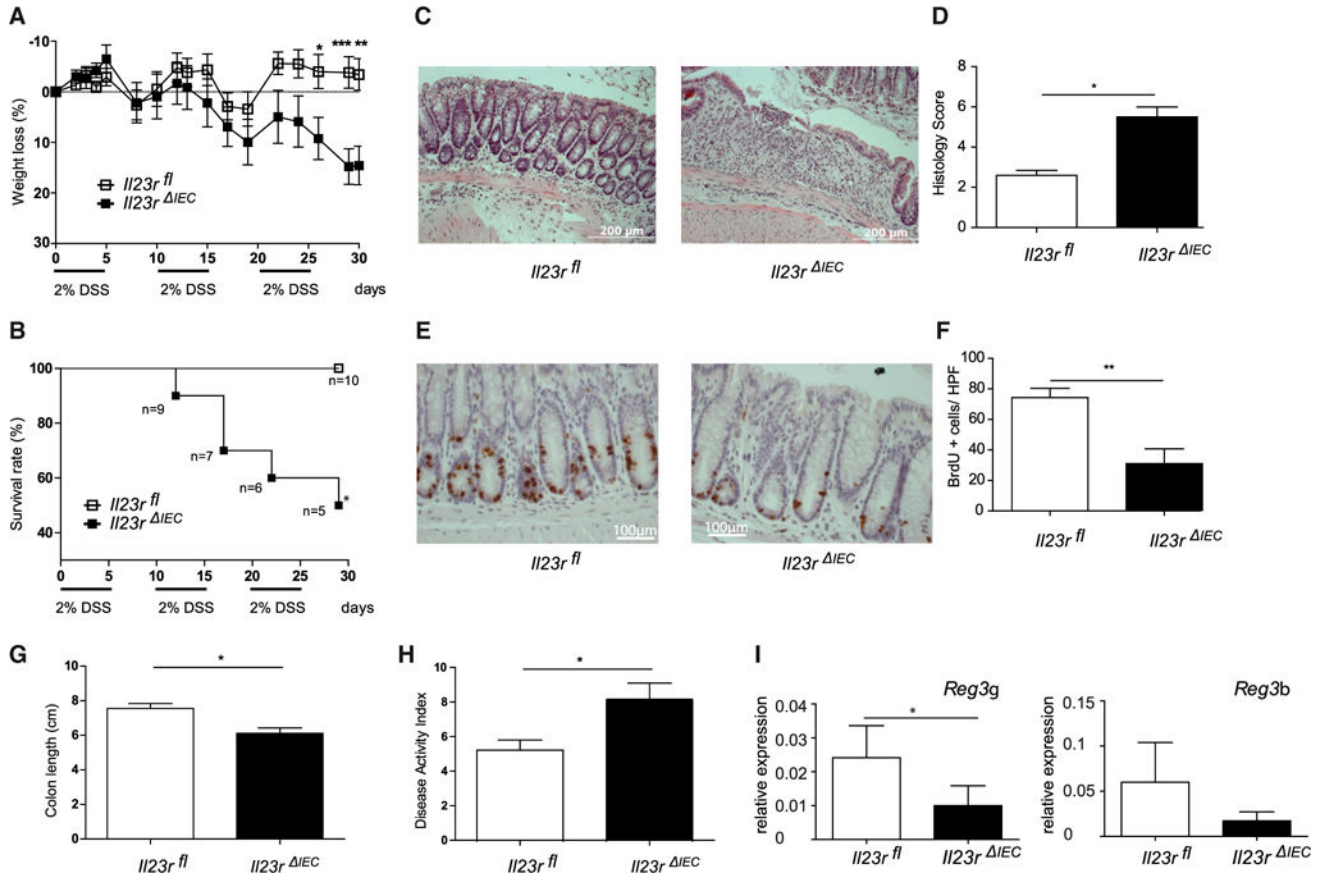 A
-10
0
10
20
30
Weight loss (%)
* *** **
Il23r fl
Il23r ΔIEC
0 5 10 15 20 25 30
2% DSS 2% DSS 2% DSS days
B
100
80
60
40
Survival rate (%)
n=10
n=9
n=7
n=6
n=5
*
Il23r fl
Il23r ΔIEC
0 5 10 15 20 25 30
2% DSS 2% DSS 2% DSS days
C
200 µm
200 µm
Il23r fl
Il23r ΔIEC
D
8
6
4
2
0
Histology Score
*
Il23r fl
Il23r ΔIEC
E
100µm
100µm
Il23r fl
Il23r ΔIEC
F
100
80
60
40
20
0
BrdU + cells/ HPF
**
Il23r fl
Il23r ΔIEC
G
10
8
6
4
2
0
Colon length (cm)
*
Il23r fl
Il23r ΔIEC
H
10
8
6
4
2
0
Disease Activity Index
*
Il23r fl
Il23r ΔIEC
I
Reg3g
0.04
0.03
0.02
0.01
0
relative expression
*
Il23r fl
Il23r ΔIEC
Reg3b
0.15
0.1
0.05
0
relative expression
Il23r fl
Il23r ΔIEC